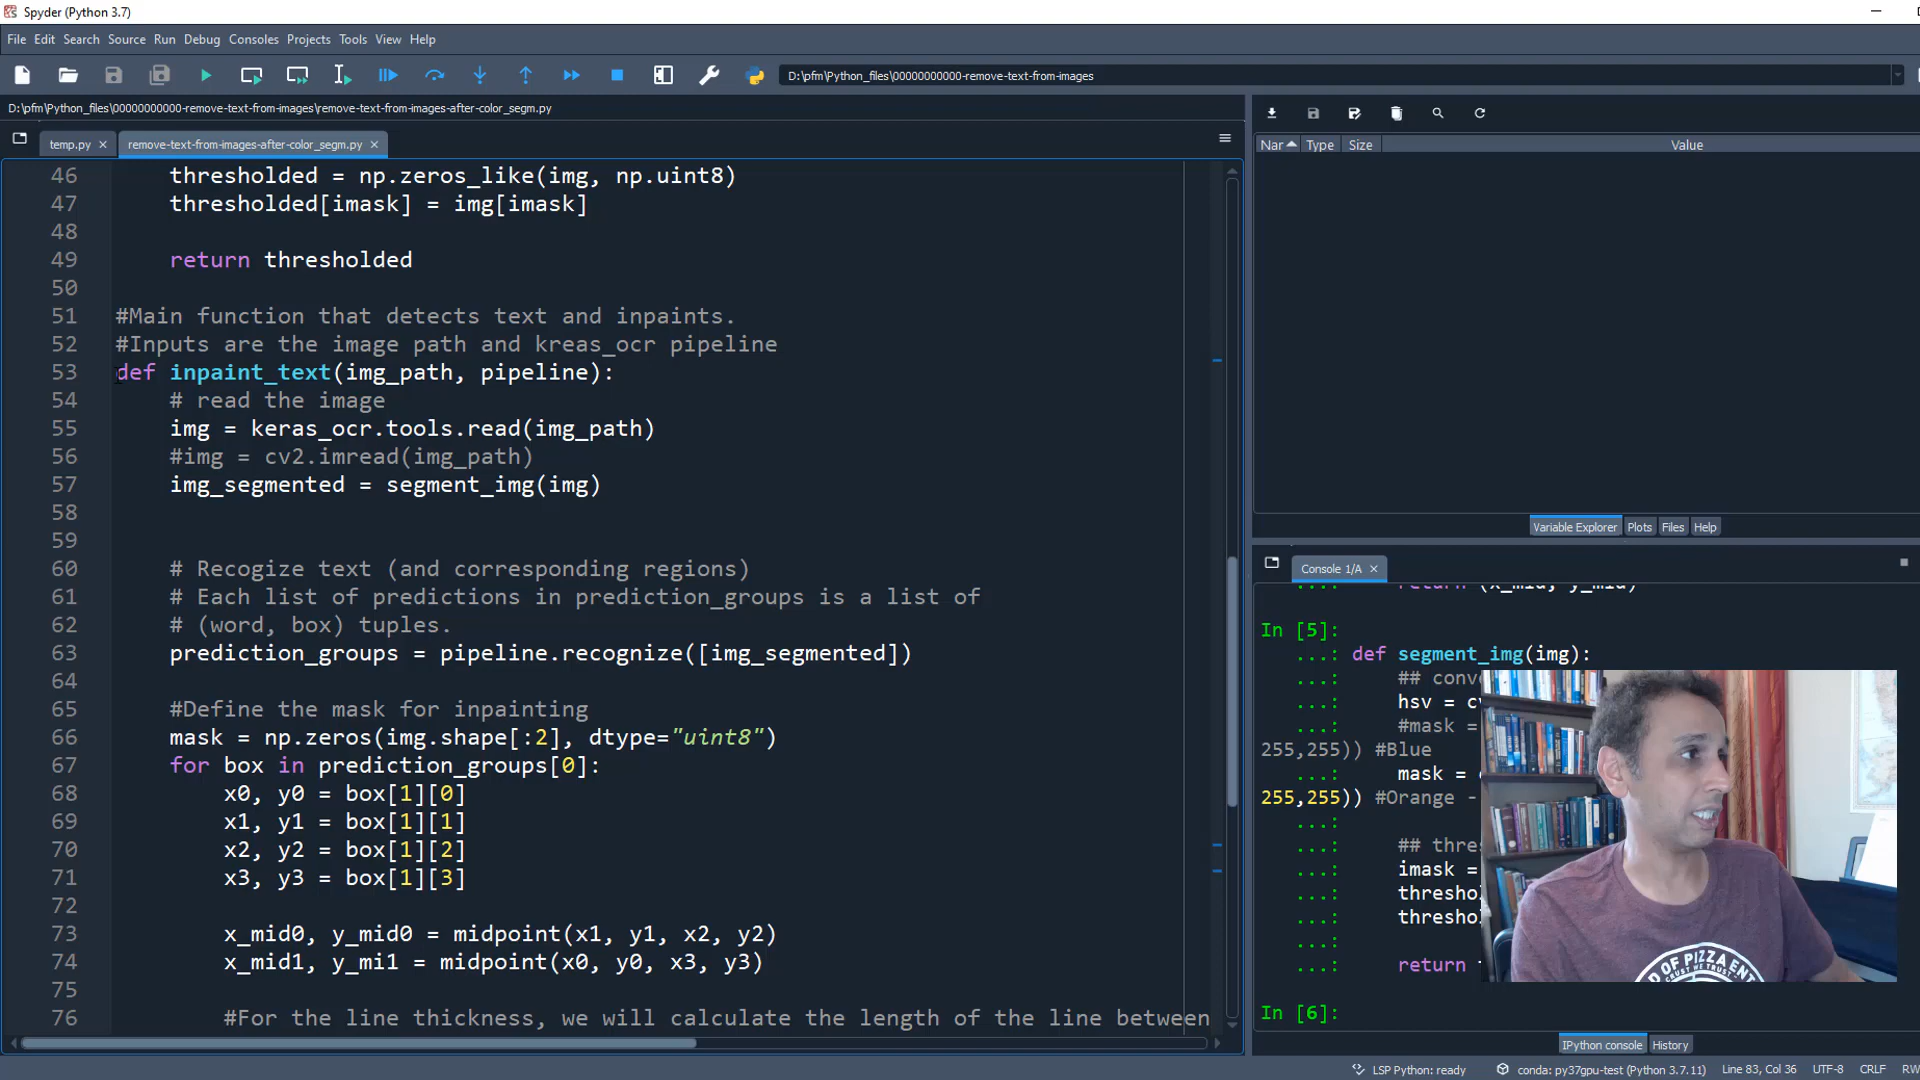 Spyder (Python 3.7)
File Edit Search Source Run Debug Consoles Projects Tools View Help
D:\pfm\Python_files\00000000000-remove-text-from-images
D:\pfm\Python_files\00000000000-remove-text-from-images\remove-text-from-images-after-color_segm.py
temp.py remove-text-from-images-after-color_segm.py
46 thresholded = np.zeros_like(img, np.uint8)
47 thresholded[imask] = img[imask]
48
49 return thresholded
50
51 #Main function that detects text and inpaints.
52 #Inputs are the image path and kreas_ocr pipeline
53 def inpaint_text(img_path, pipeline):
54 # read the image
55 img = keras_ocr.tools.read(img_path)
56 #img = cv2.imread(img_path)
57 img_segmented = segment_img(img)
58
59
60 # Recogize text (and corresponding regions)
61 # Each list of predictions in prediction_groups is a list of
62 # (word, box) tuples.
63 prediction_groups = pipeline.recognize([img_segmented])
64
65 #Define the mask for inpainting
66 mask = np.zeros(img.shape[:2], dtype="uint8")
67 for box in prediction_groups[0]:
68 x0, y0 = box[1][0]
69 x1, y1 = box[1][1]
70 x2, y2 = box[1][2]
71 x3, y3 = box[1][3]
72
73 x_mid0, y_mid0 = midpoint(x1, y1, x2, y2)
74 x_mid1, y_mi1 = midpoint(x0, y0, x3, y3)
75
76 #For the line thickness, we will calculate the length of the line between
Nar Type Size Value
Variable Explorer Plots Files Help
Console 1/A
return (x_mid, y_mid)
In [5]:
...: def segment_img(img):
...: ## conv
...: hsv = c
...: #mask =
255,255)) #Blue
...: mask =
255,255)) #Orange -
...:
...: ## thres
...: imask =
...: thresho
...: thresho
...:
...: return
In [6]:
D OF PIZZA ENT
CRUST WE TRUST
IPython console History
LSP Python: ready conda: py37gpu-test (Python 3.7.11) Line 83, Col 36 UTF-8 CRLF RW